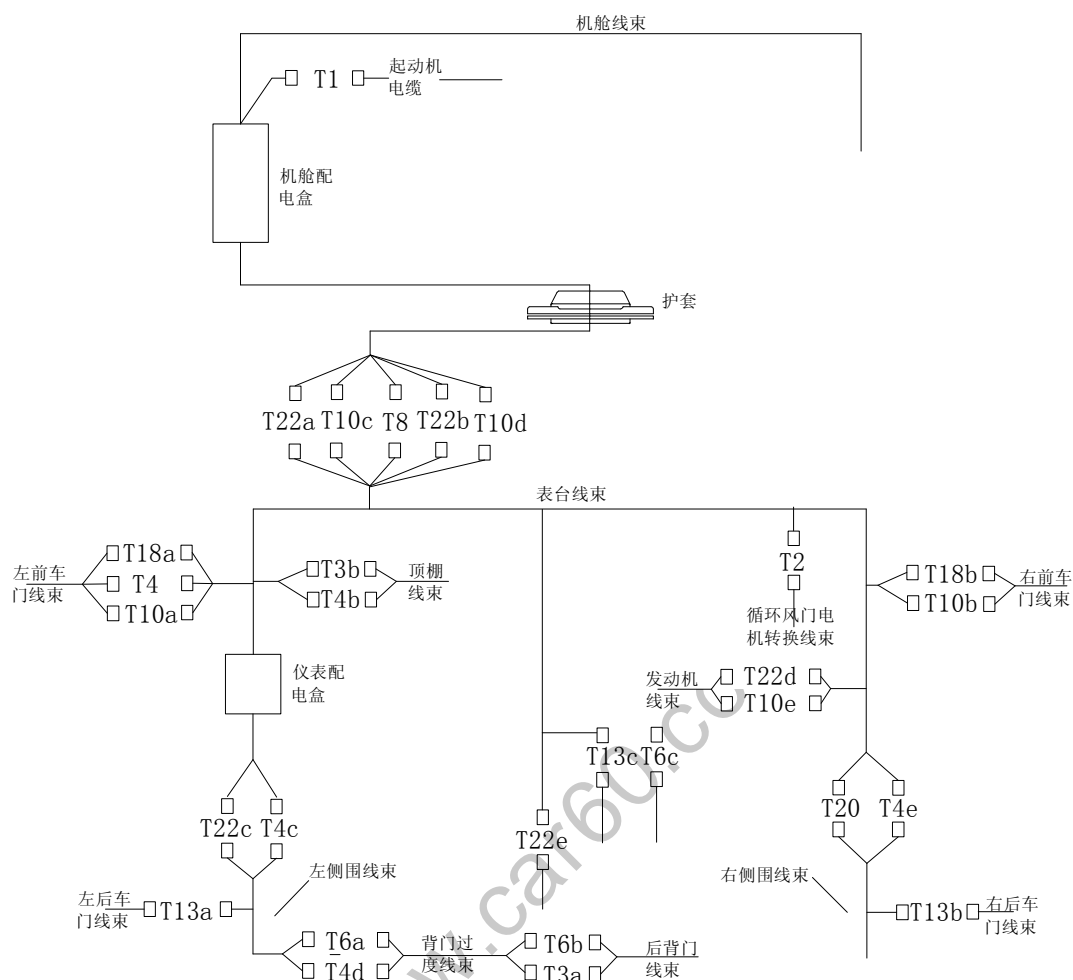 机舱线束
T1
起动机
电缆
机舱配
电盒
护套
T22a T10c T8 T22b T10d
表台线束
左前车
门线束
T18a
T4
T10a
T3b
T4b
顶棚
线束
T2
循环风门电
机转换线束
T18b
T10b
右前车
门线束
仪表配
电盒
发动机
线束
T22d
T10e
T13c T6c
T22c T4c
T22e
T20 T4e
左侧围线束
右侧围线束
左后车
门线束
T13a
T13b
右后车
门线束
T6a
T4d
背门过
度线束
T6b
T3a
后背门
线束
www.car60.cc